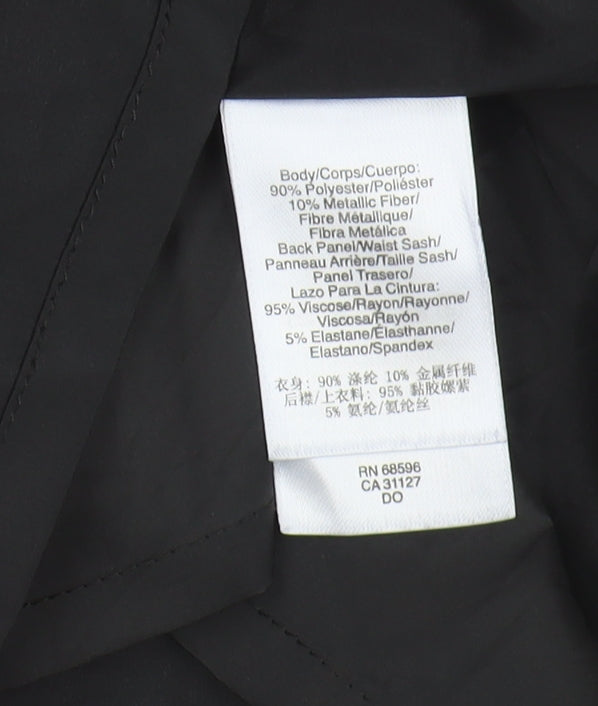 Body/Corps/Cuerpo:
90% Polyester/Poliéster
10% Metallic Fiber/
Fibre Métallique/
Fibra Metálica
Back Panel/Waist Sash/
Panneau Arrière/Taille Sash/
Panel Trasero/
Lazo Para La Cintura:
95% Viscose/Rayon/Rayonne/
Viscosa/Rayón
5% Elastane/Élasthanne/
Elastano/Spandex
衣身: 90% 涤纶 10% 金属纤维
后襟/上衣料: 95% 黏胶嫘萦
5% 氨纶/氨纶丝
RN 68596
CA 31127
DO